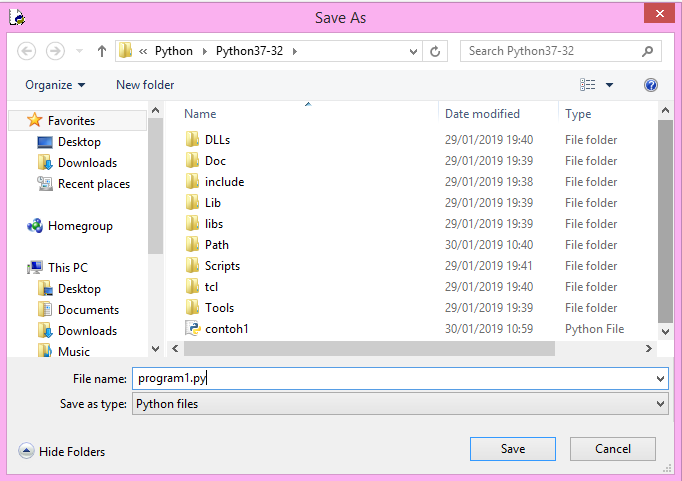 Save As
« Python Python37-32 Search Python37-32
Organize New folder
Name Date modified Type
Favorites
Desktop
Downloads
Recent places
Homegroup
This PC
Desktop
Documents
Downloads
Music
DLLs 29/01/2019 19:40 File folder
Doc 29/01/2019 19:39 File folder
include 29/01/2019 19:38 File folder
Lib 29/01/2019 19:39 File folder
libs 29/01/2019 19:39 File folder
Path 30/01/2019 10:40 File folder
Scripts 29/01/2019 19:41 File folder
tcl 29/01/2019 19:40 File folder
Tools 29/01/2019 19:39 File folder
contoh1 30/01/2019 10:59 Python File
File name: program1.py
Save as type: Python files
Hide Folders Save Cancel